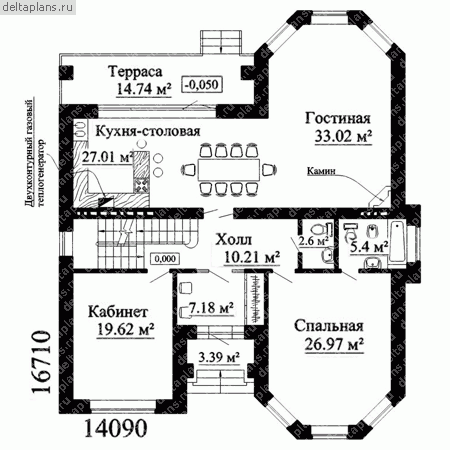 deltaplans.ru
Терраса
14.74 м²
-0,050
Двухконтурный газовый
теплогенератор
Кухня-столовая
27.01 м²
Гостиная
33.02 м²
Камин
Холл
10.21 м²
2.6 м²
5.4 м²
0,000
Кабинет
19.62 м²
7.18 м²
Спальная
26.97 м²
3.39 м²
16710
14090